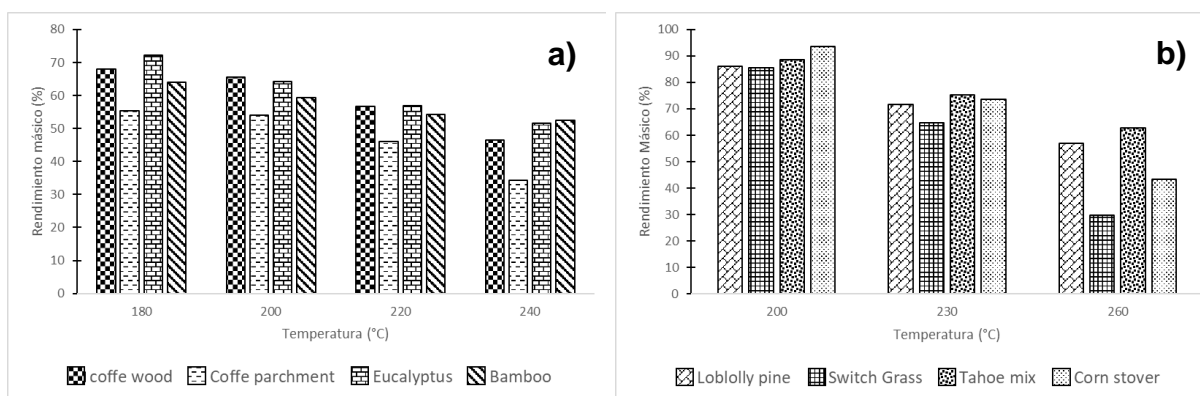 a)
Rendimiento másico (%)
80
70
60
50
40
30
20
10
0
180 200 220 240
Temperatura (°C)
coffe wood Coffe parchment Eucalyptus Bamboo
b)
Rendimiento Másico (%)
100
90
80
70
60
50
40
30
20
10
0
200 230 260
Temperatura (°C)
Loblolly pine Switch Grass Tahoe mix Corn stover